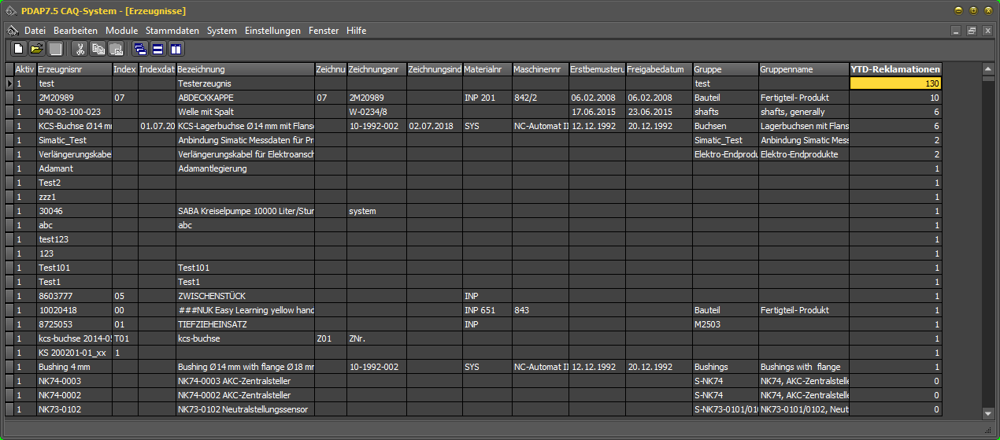 PDAP7.5 CAQ-System - [Erzeugnisse]
Datei Bearbeiten Module Stammdaten System Einstellungen Fenster Hilfe
Aktiv Erzeugnisnr Index Indexdat Bezeichnung Zeichnu Zeichnungsnr Zeichnungsind Materialnr Maschinennr Erstbemusteru Freigabedatum Gruppe Gruppenname YTD-Reklamationen
1 test Testerzeugnis test 130
1 2M20989 07 ABDECKKAPPE 07 2M20989 INP 201 842/2 06.02.2008 06.02.2008 Bauteil Fertigteil-Produkt 10
1 040-03-100-023 Welle mit Spalt W-0234/8 17.06.2015 23.06.2015 shafts shafts, generally 6
1 KCS-Buchse Ø14 mm 01.07.20 KCS-Lagerbuchse Ø14 mm mit Flansc 10-1992-002 02.07.2018 SYS NC-Automat II 12.12.1992 20.12.1992 Buchsen Lagerbuchsen mit Flans 6
1 Simatic_Test Anbindung Simatic Messdaten für Pr Simatic_Test Anbindung Simatic Mess 2
1 Verlängerungskabe Verlängerungskabel für Elektroansch Elektro-Endprodu Elektro-Endprodukte 2
1 Adamant Adamantlegierung 1
1 Test2 1
1 zzz1 1
1 30046 SABA Kreiselpumpe 10000 Liter/Stun system 1
1 abc abc 1
1 test123 1
1 123 1
1 Test101 Test101 1
1 Test1 Test1 1
1 8603777 05 ZWISCHENSTÜCK INP 1
1 10020418 00 ###NUK Easy Learning yellow hand INP 651 843 Bauteil Fertigteil-Produkt 1
1 8725053 01 TIEFZIEHEINSATZ INP M2503 1
1 kcs-buchse 2014-05 T01 kcs-buchse Z01 ZNr. 1
1 KS 200201-01_xx 1 1
1 Bushing 4 mm Bushing Ø14 mm with flange Ø18 mm 10-1992-002 SYS NC-Automat II 12.12.1992 20.12.1992 Bushings Bushings with flange 1
1 NK74-0003 NK74-0003 AKC-Zentralsteller S-NK74 NK74, AKC-Zentralstelle 0
1 NK74-0002 NK74-0002 AKC-Zentralsteller S-NK74 NK74, AKC-Zentralstelle 0
1 NK73-0102 NK73-0102 Neutralstellungssensor S-NK73-0101/010 NK73-0101/0102, Neut 0